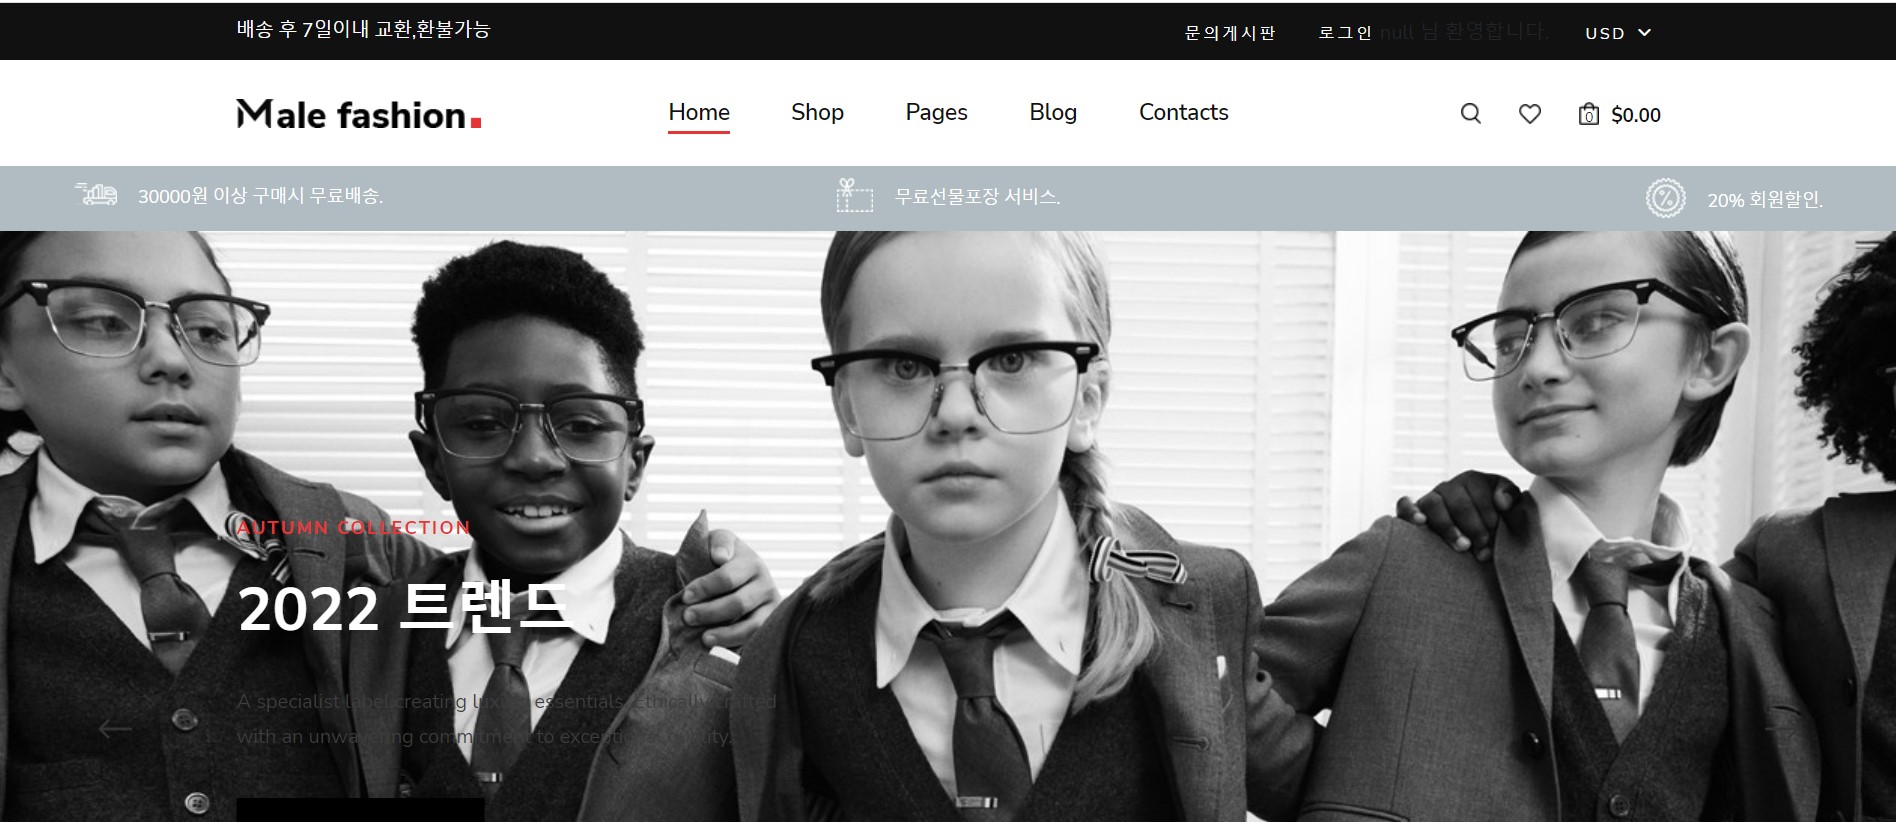 배송 후 7일이내 교환,환불가능
문의게시판 로그인 null 님 환영합니다. USD
Male fashion.
Home Shop Pages Blog Contacts
0 $0.00
30000원 이상 구매시 무료배송.
무료선물포장 서비스.
20% 회원할인.
AUTUMN COLLECTION
2022 트렌드
A specialist label creating luxury essentials. Ethically crafted
with an unwavering commitment to exceptional quality.